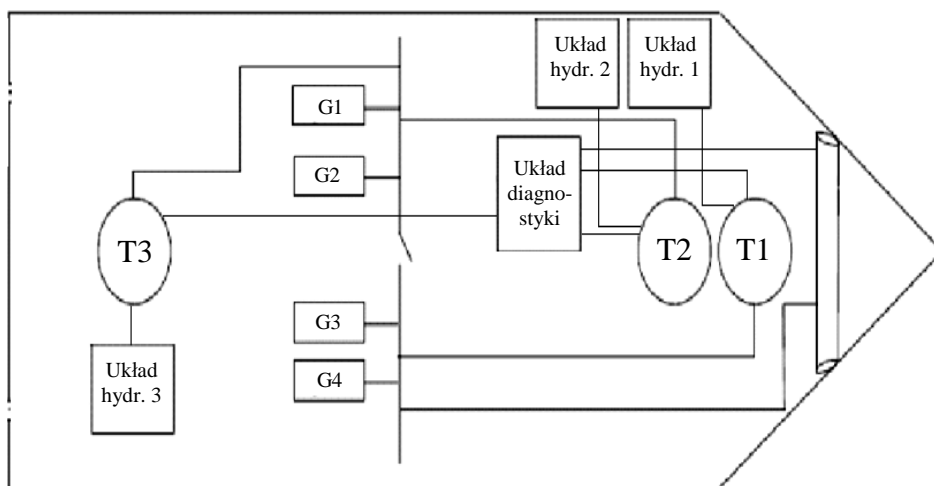 Układ
hydr. 2
Układ
hydr. 1
G1
G2
Układ
diagno-
styki
T3
T2
T1
G3
G4
Układ
hydr. 3